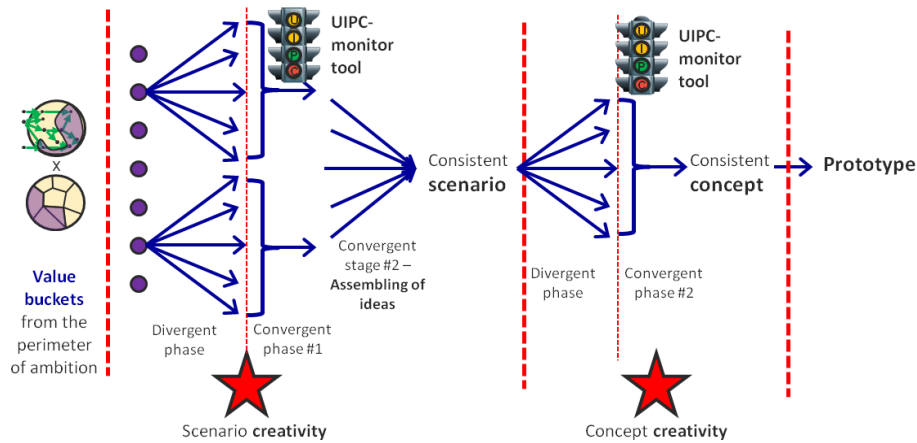 UIPC-
monitor
tool
U
I
P
C
X
Value
buckets
from the
perimeter
of ambition
Divergent
phase
Convergent
phase #1
Convergent
stage #2 –
Assembling of
ideas
Consistent
scenario
Scenario creativity
UIPC-
monitor
tool
U
I
P
C
Divergent
phase
Convergent
phase #2
Consistent
concept
Prototype
Concept creativity